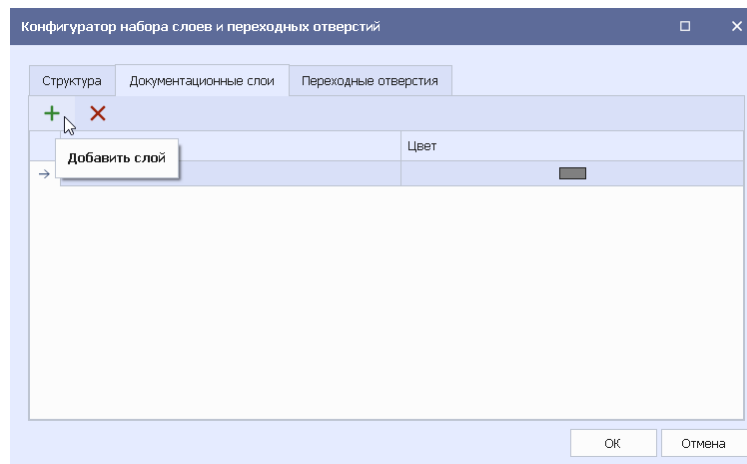 Конфигуратор набора слоев и переходных отверстий
Структура Документационные слои Переходные отверстия
Добавить слой
Цвет
ОК Отмена